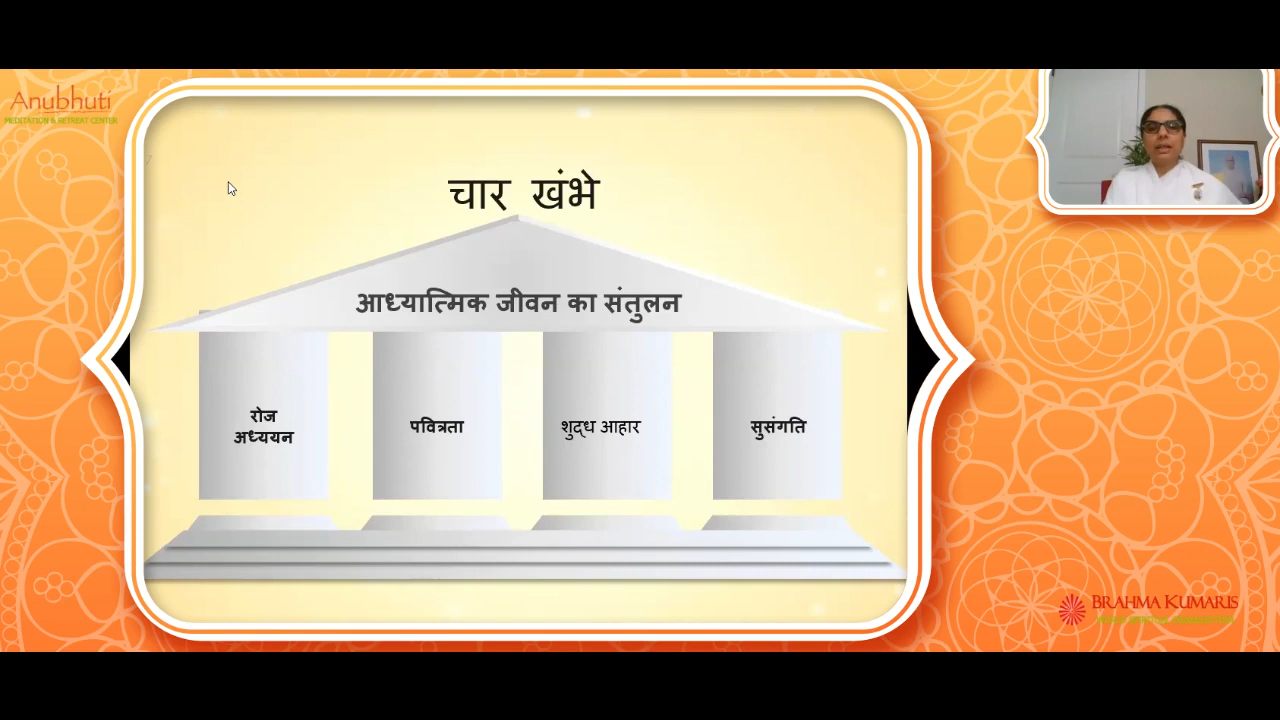 Anubhuti
MEDITATION & RETREAT CENTER
चार खंभे
आध्यात्मिक जीवन का संतुलन
रोज
अध्ययन
पवित्रता
शुद्ध आहार
सुसंगति
BRAHMA KUMARIS